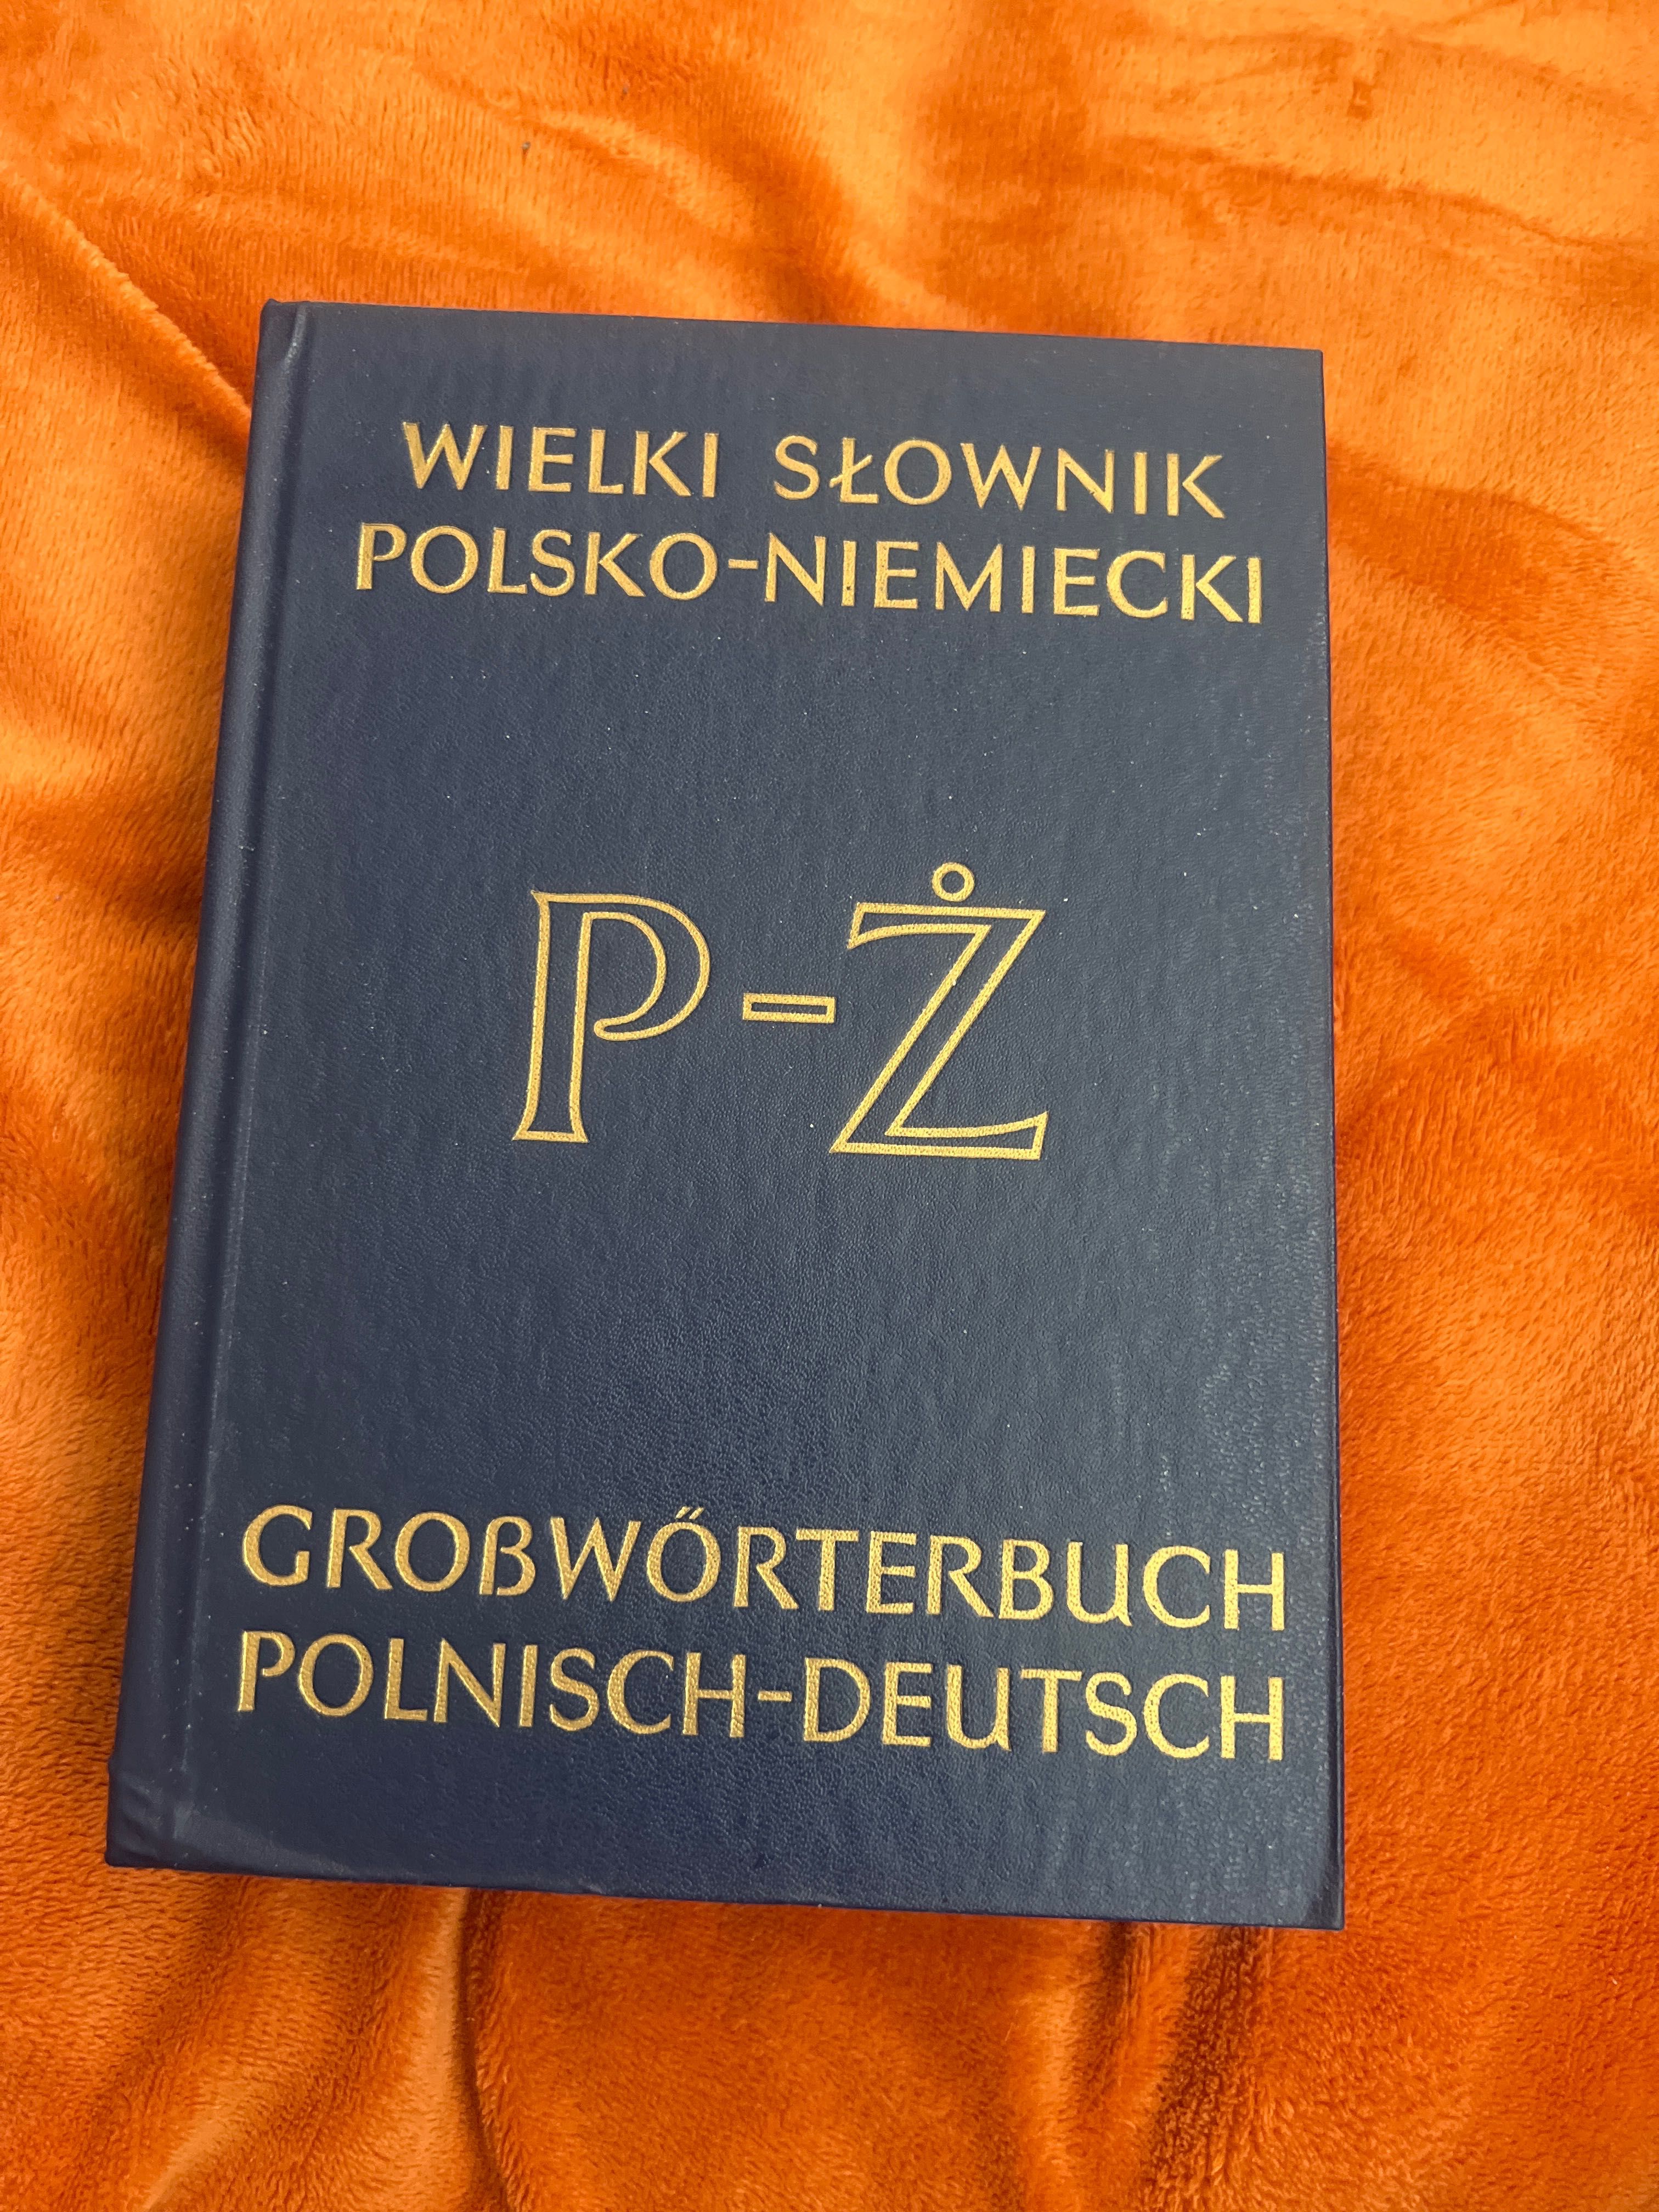 WIELKI SŁOWNIK
POLSKO-NIEMIECKI
P-Ż
GROßWÖRTERBUCH
POLNISCH-DEUTSCH